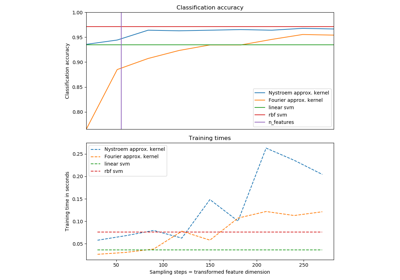 Classification accuracy
1.00
0.95
0.90
0.85
0.80
Classification accuracy
Nystroem approx. kernel
Fourier approx. kernel
linear svm
rbf svm
n_features
Training times
Nystroem approx. kernel
Fourier approx. kernel
linear svm
rbf svm
0.25
0.20
0.15
0.10
0.05
Training time in seconds
50
100
150
200
250
Sampling steps = transformed feature dimension